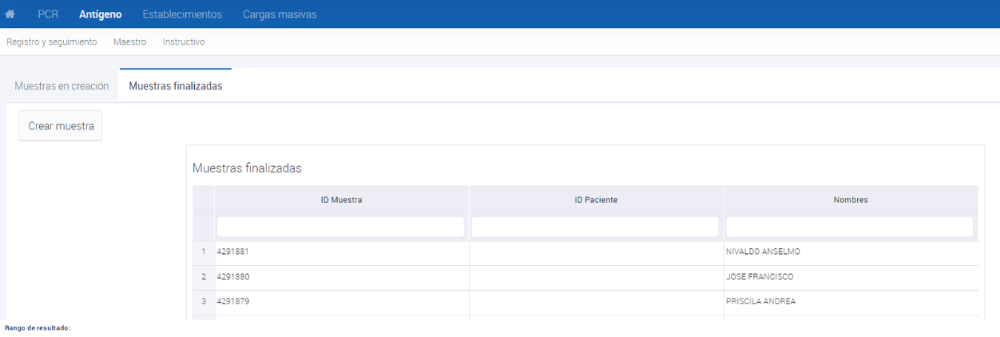 PCR Antígeno Establecimientos Cargas masivas
Registro y seguimiento Maestro Instructivo
Muestras en creación Muestras finalizadas
Crear muestra
Muestras finalizadas
ID Muestra ID Paciente Nombres
1 4291881 NIVALDO ANSELMO
2 4291880 JOSE FRANCISCO
3 4291879 PRISCILA ANDREA
Rango de resultado: